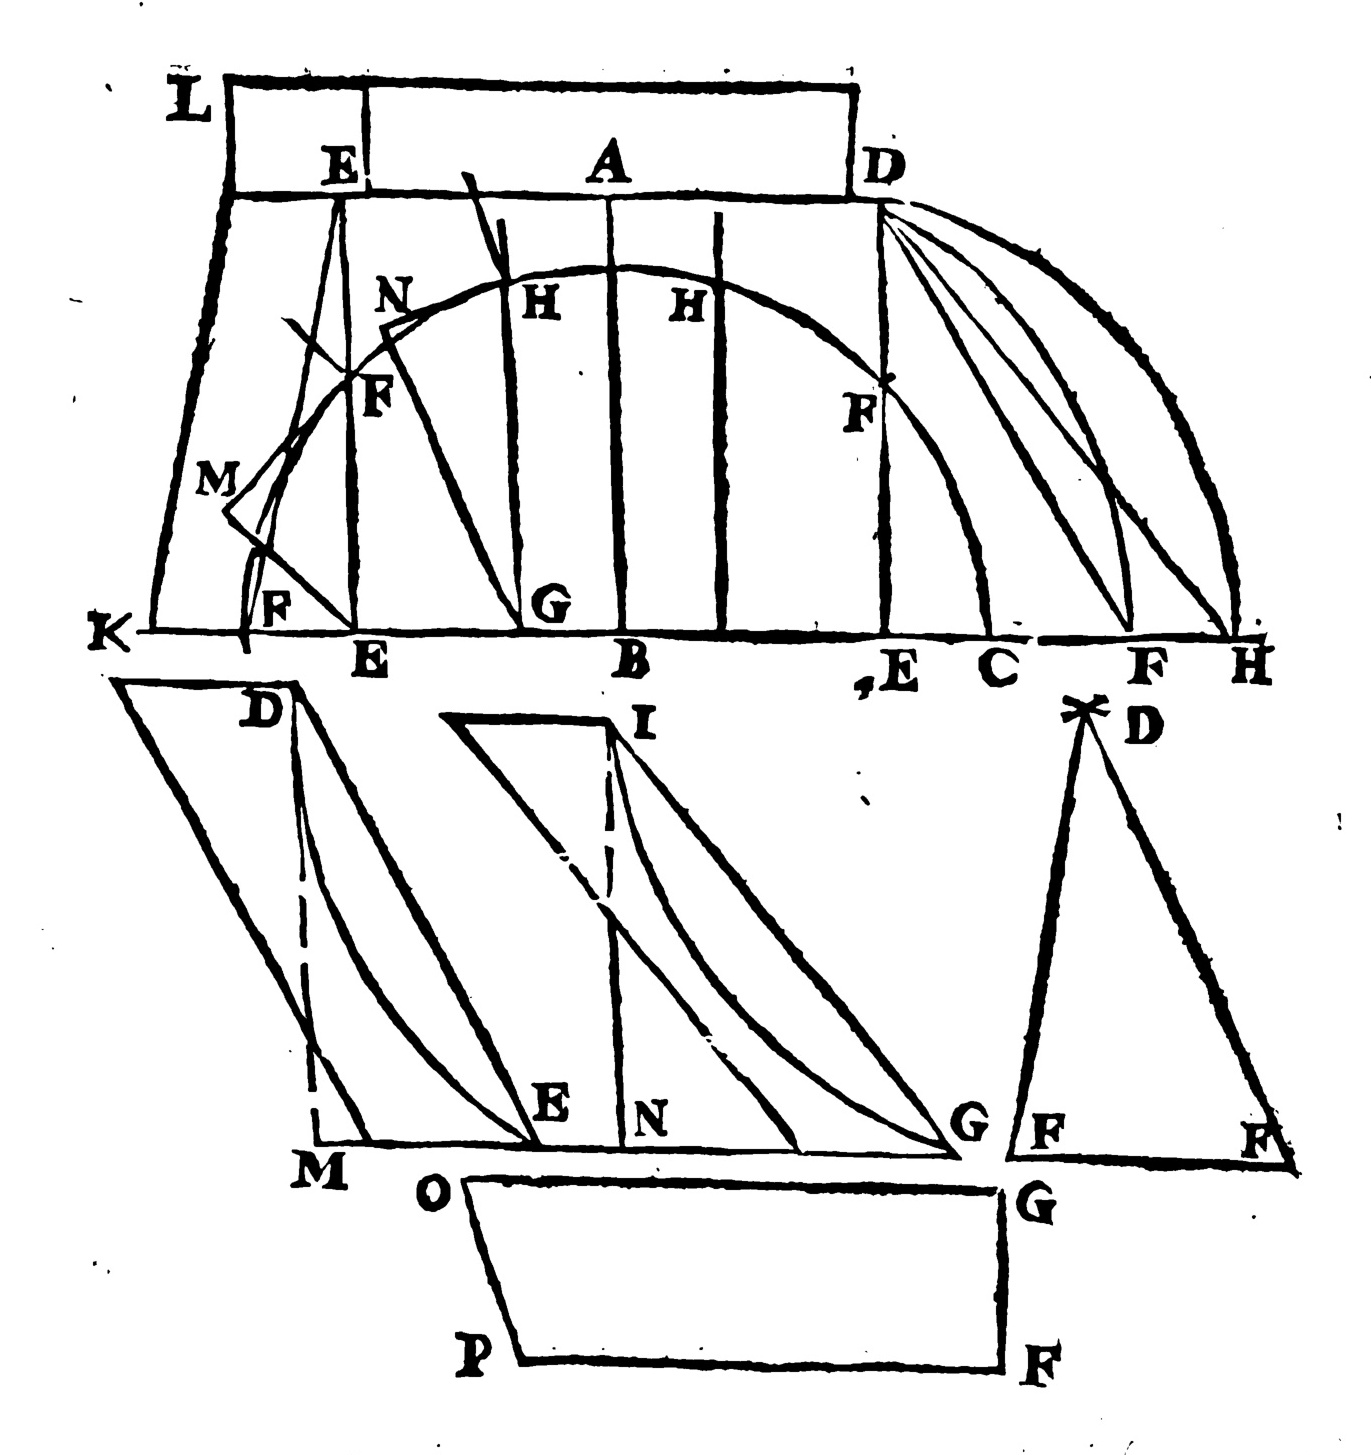 L
E A D
N H H
F F
M
F G
K E B E C F H
D I D
E N G F F
M O G
P F